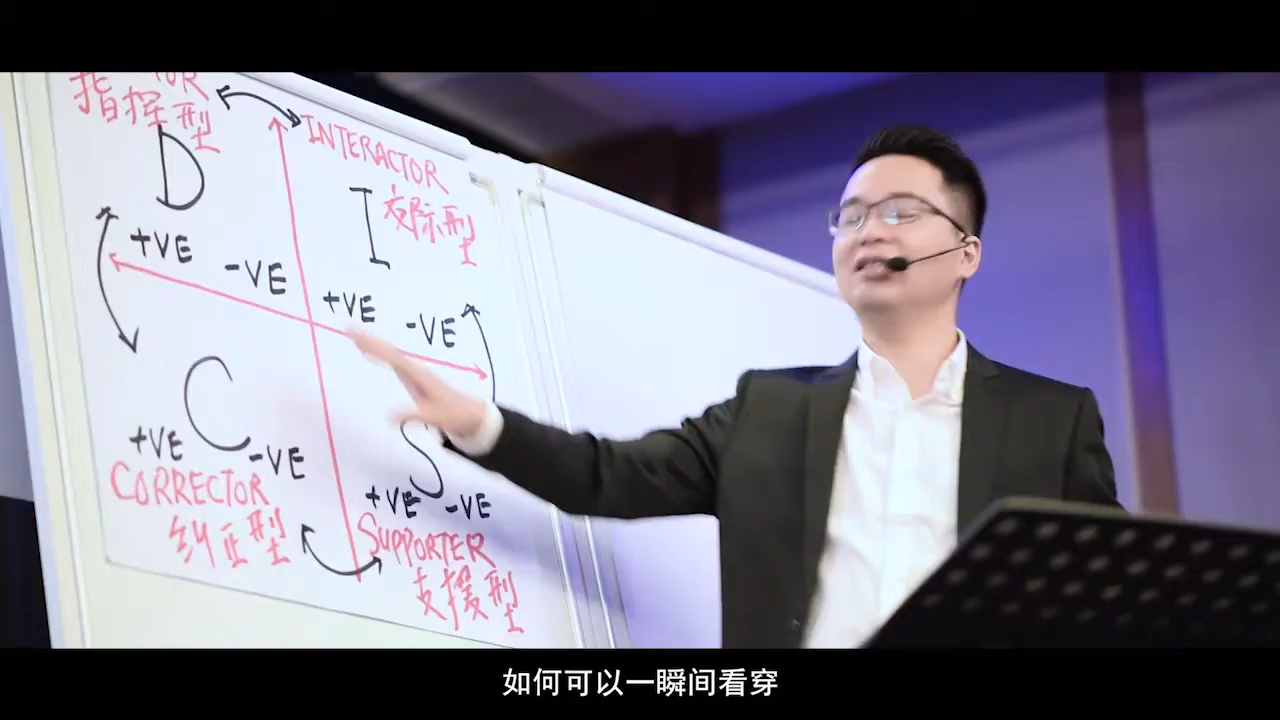 指挥型
D
INTERACTOR
I 交际型
+VE -VE
+VE -VE
C
+VE -VE
CORRECTOR
纠正型
S
+VE -VE
SUPPORTER
支援型
如何可以一瞬间看穿